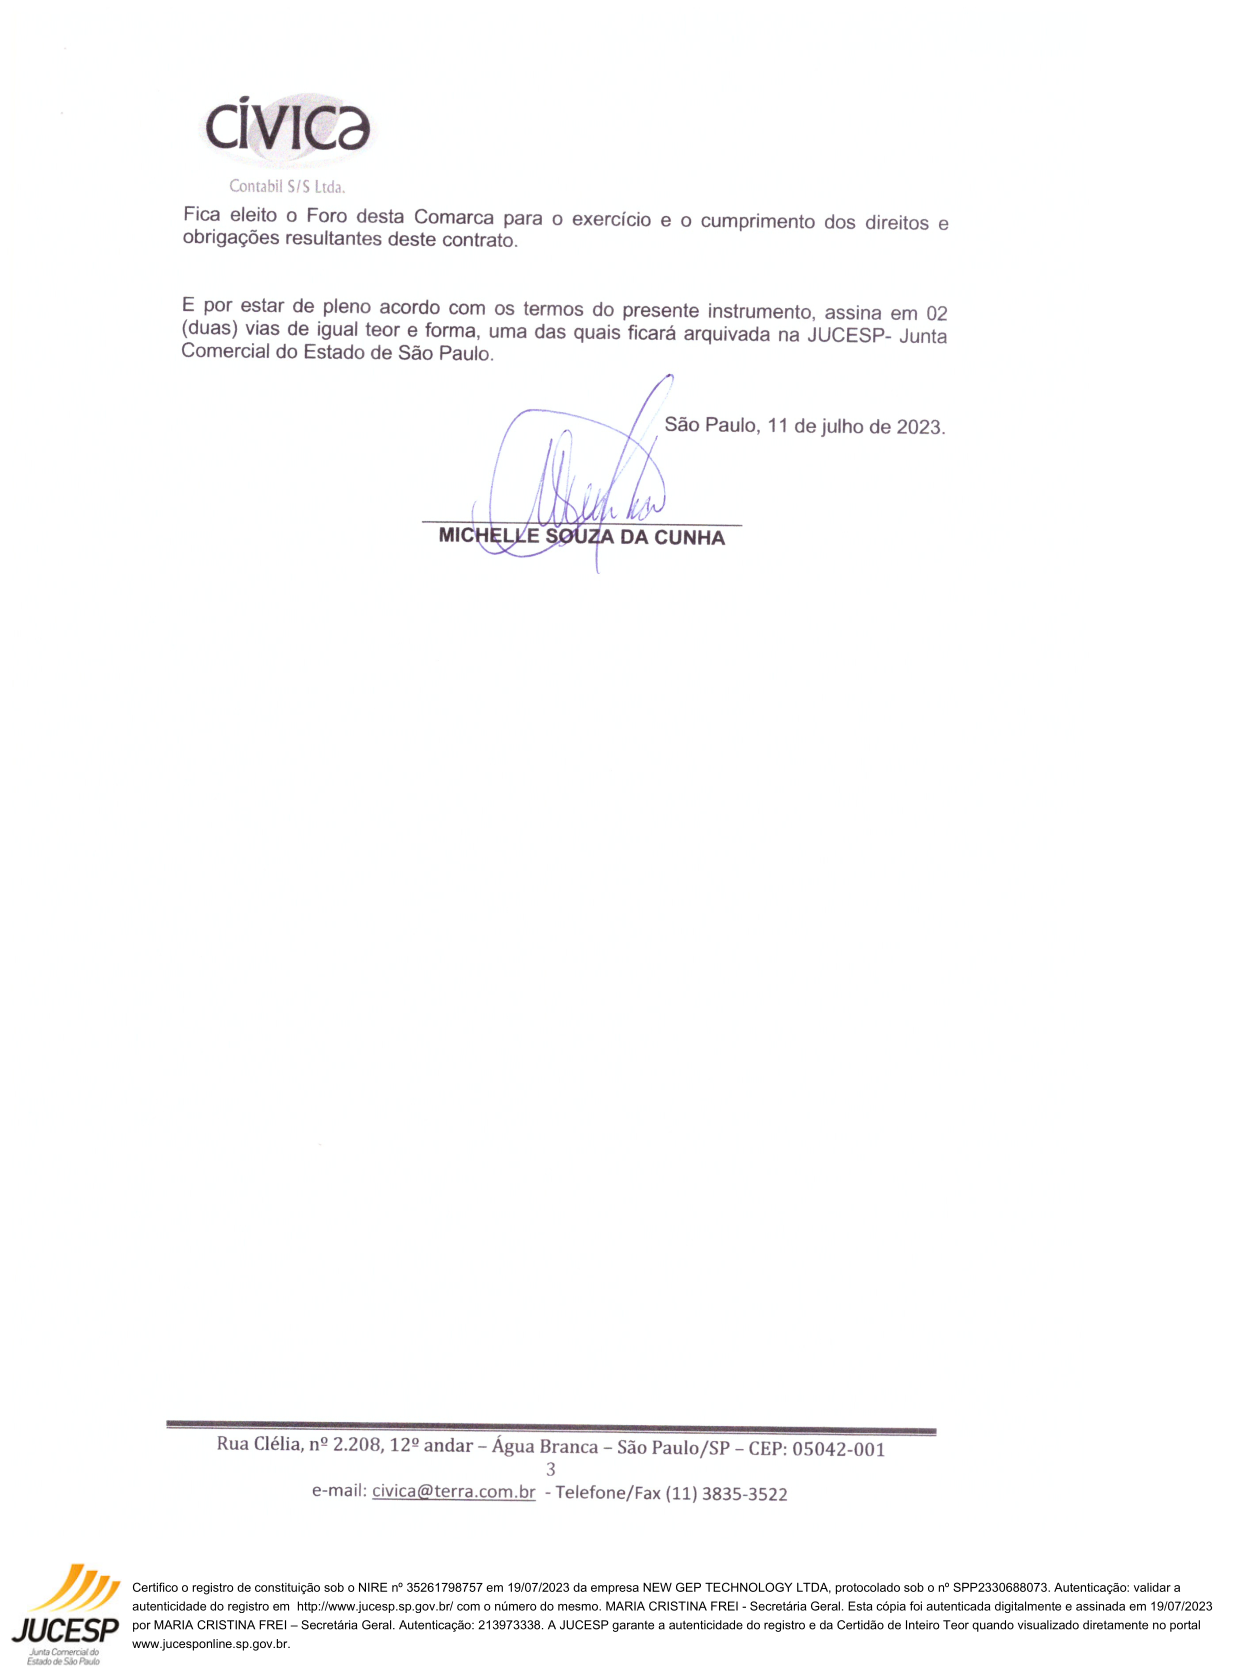 CÍVICA
Contabil S/S Ltda.
Fica eleito o Foro desta Comarca para o exercício e o cumprimento dos direitos e
obrigações resultantes deste contrato.
E por estar de pleno acordo com os termos do presente instrumento, assina em 02
(duas) vias de igual teor e forma, uma das quais ficará arquivada na JUCESP- Junta
Comercial do Estado de São Paulo.
São Paulo, 11 de julho de 2023.
MICHELLE SOUZA DA CUNHA
Rua Clélia, nº 2.208, 12º andar – Água Branca – São Paulo/SP – CEP: 05042-001
3
e-mail: civica@terra.com.br - Telefone/Fax (11) 3835-3522
JUCESP
Junta Comercial do
Estado de São Paulo
Certifico o registro de constituição sob o NIRE nº 35261798757 em 19/07/2023 da empresa NEW GEP TECHNOLOGY LTDA, protocolado sob o nº SPP2330688073. Autenticação: validar a
autenticidade do registro em http://www.jucesp.sp.gov.br/ com o número do mesmo. MARIA CRISTINA FREI - Secretária Geral. Esta cópia foi autenticada digitalmente e assinada em 19/07/2023
por MARIA CRISTINA FREI – Secretária Geral. Autenticação: 213973338. A JUCESP garante a autenticidade do registro e da Certidão de Inteiro Teor quando visualizado diretamente no portal
www.jucesponline.sp.gov.br.